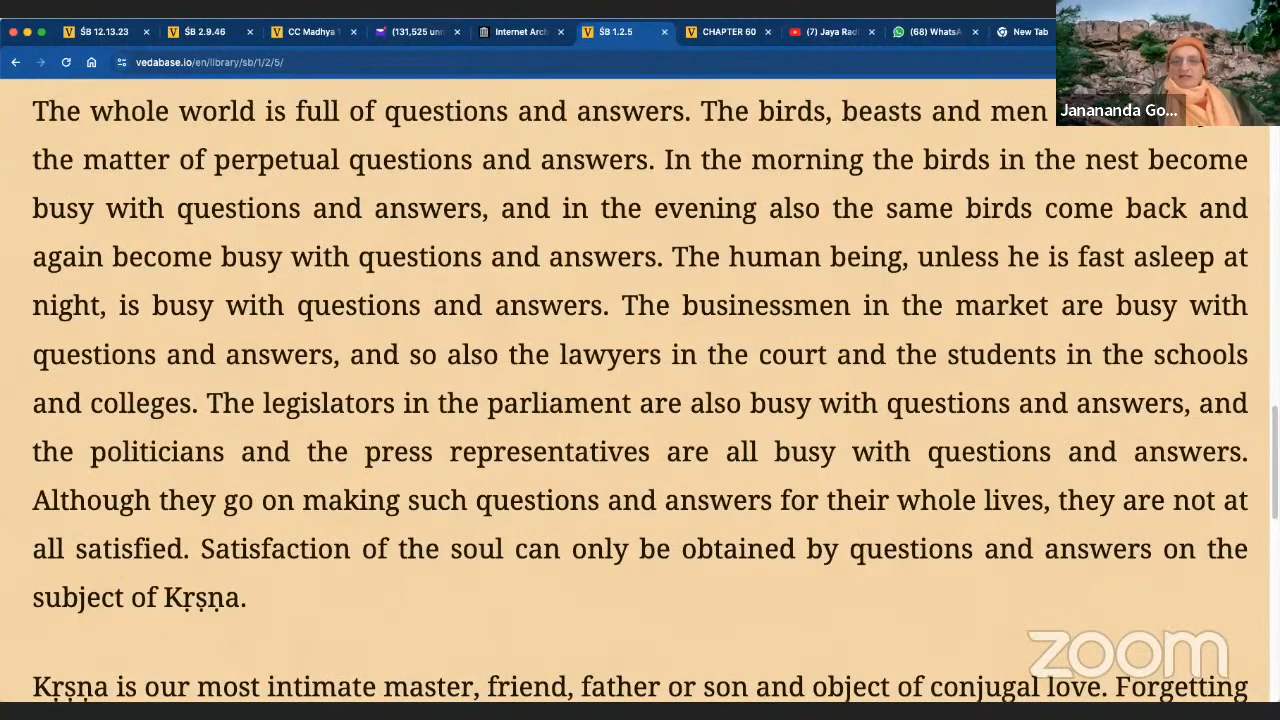 ŚB 12.13.23
ŚB 2.9.46
CC Madhya 1
(131,525 unr
Internet Arch
ŚB 1.2.5
CHAPTER 60
(7) Jaya Rad
(68) WhatsA
New Tab
vedabase.io/en/library/sb/1/2/5/
Janananda Go...
The whole world is full of questions and answers. The birds, beasts and men
the matter of perpetual questions and answers. In the morning the birds in the nest become
busy with questions and answers, and in the evening also the same birds come back and
again become busy with questions and answers. The human being, unless he is fast asleep at
night, is busy with questions and answers. The businessmen in the market are busy with
questions and answers, and so also the lawyers in the court and the students in the schools
and colleges. The legislators in the parliament are also busy with questions and answers, and
the politicians and the press representatives are all busy with questions and answers.
Although they go on making such questions and answers for their whole lives, they are not at
all satisfied. Satisfaction of the soul can only be obtained by questions and answers on the
subject of Kṛṣṇa.
zoom
Kṛṣṇa is our most intimate master, friend, father or son and object of conjugal love. Forgetting